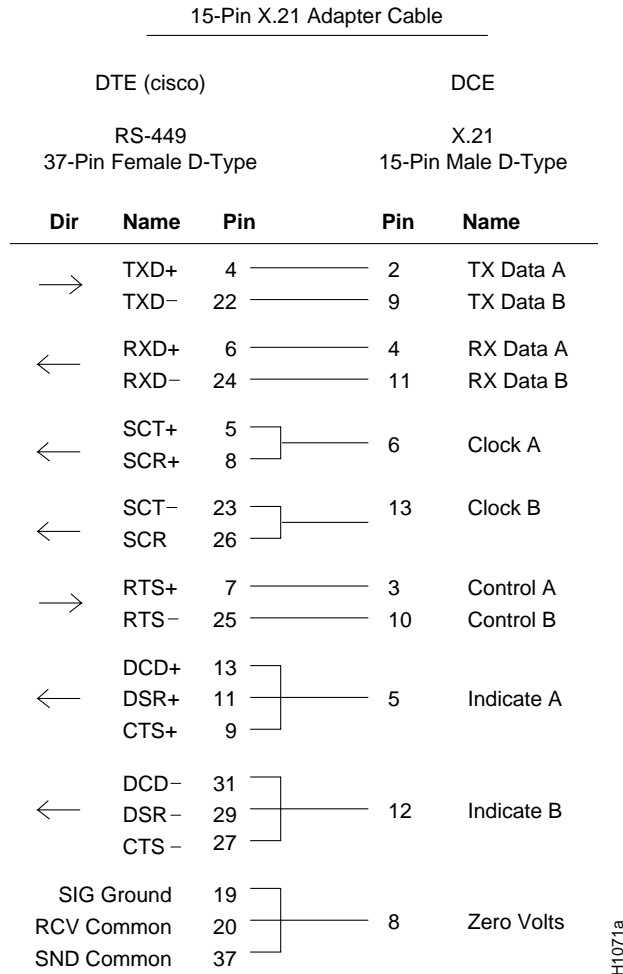 15-Pin X.21 Adapter Cable
DTE (cisco) DCE
RS-449 X.21
37-Pin Female D-Type 15-Pin Male D-Type
Dir Name Pin Pin Name
TXD+ 4 2 TX Data A
TXD− 22 9 TX Data B
RXD+ 6 4 RX Data A
RXD− 24 11 RX Data B
SCT+ 5
6 Clock A
SCR+ 8
SCT− 23 13 Clock B
SCR 26
RTS+ 7 3 Control A
RTS− 25 10 Control B
DCD+ 13
DSR+ 11 5 Indicate A
CTS+ 9
DCD− 31
DSR− 29 12 Indicate B
CTS − 27
SIG Ground 19
RCV Common 20 8 Zero Volts
SND Common 37
H1071a